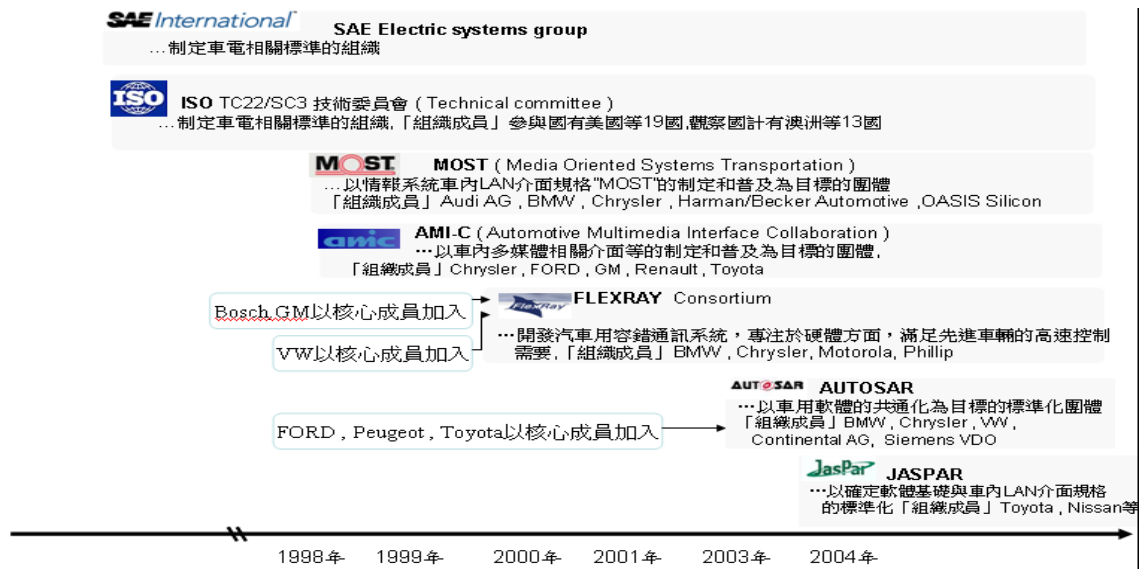 SAE International
SAE Electric systems group
…制定車電相關標準的組織
ISO
ISO TC22/SC3 技術委員會 ( Technical committee )
…制定車電相關標準的組織,「組織成員」參與國有美國等19國,觀察國計有澳洲等13國
MOST
MOST ( Media Oriented Systems Transportation )
…以情報系統車內LAN介面規格"MOST"的制定和普及為目標的團體
「組織成員」Audi AG , BMW , Chrysler , Harman/Becker Automotive ,OASIS Silicon
amic
AMI-C ( Automotive Multimedia Interface Collaboration )
…以車內多媒體相關介面等的制定和普及為目標的團體,
「組織成員」Chrysler , FORD , GM , Renault , Toyota
Bosch,GM以核心成員加入
FlexRay
FLEXRAY Consortium
VW以核心成員加入
…開發汽車用容錯通訊系統，專注於硬體方面，滿足先進車輛的高速控制
需要,「組織成員」BMW , Chrysler, Motorola, Phillip
AUTOSAR
AUTOSAR
…以車用軟體的共通化為目標的標準化團體
「組織成員」BMW , Chrysler , VW ,
Continental AG, Siemens VDO
FORD , Peugeot , Toyota以核心成員加入
JasPar
JASPAR
…以確定軟體基礎與車內LAN介面規格
的標準化「組織成員」Toyota , Nissan等
1998年 1999年 2000年 2001年 2003年 2004年